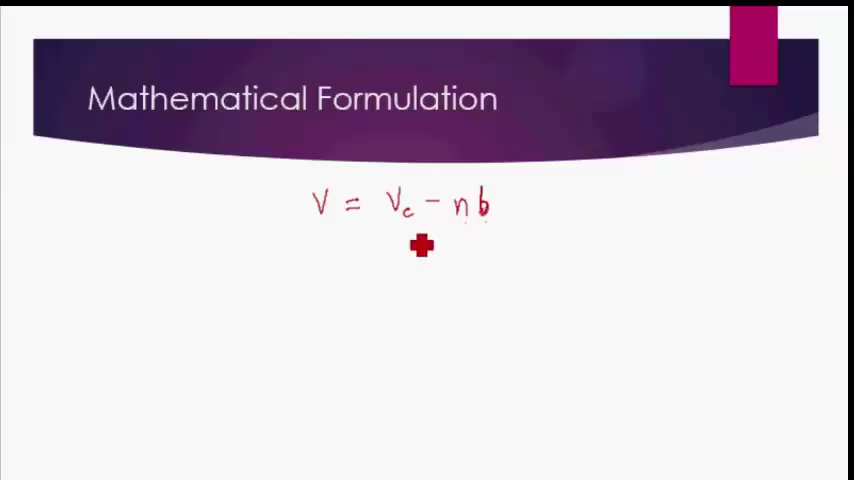 Mathematical Formulation
V = Vc - nb